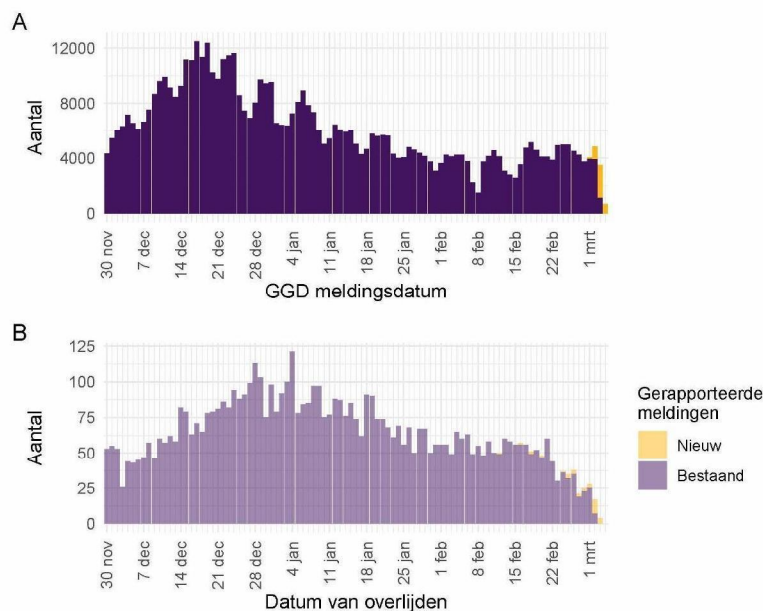 A
12000
8000
4000
0
Aantal
30 nov
7 dec
14 dec
21 dec
28 dec
4 jan
11 jan
18 jan
25 jan
1 feb
8 feb
15 feb
22 feb
1 mrt
GGD meldingsdatum
B
125
100
75
50
25
0
Aantal
30 nov
7 dec
14 dec
21 dec
28 dec
4 jan
11 jan
18 jan
25 jan
1 feb
8 feb
15 feb
22 feb
1 mrt
Datum van overlijden
Gerapporteerde
meldingen
Nieuw
Bestaand